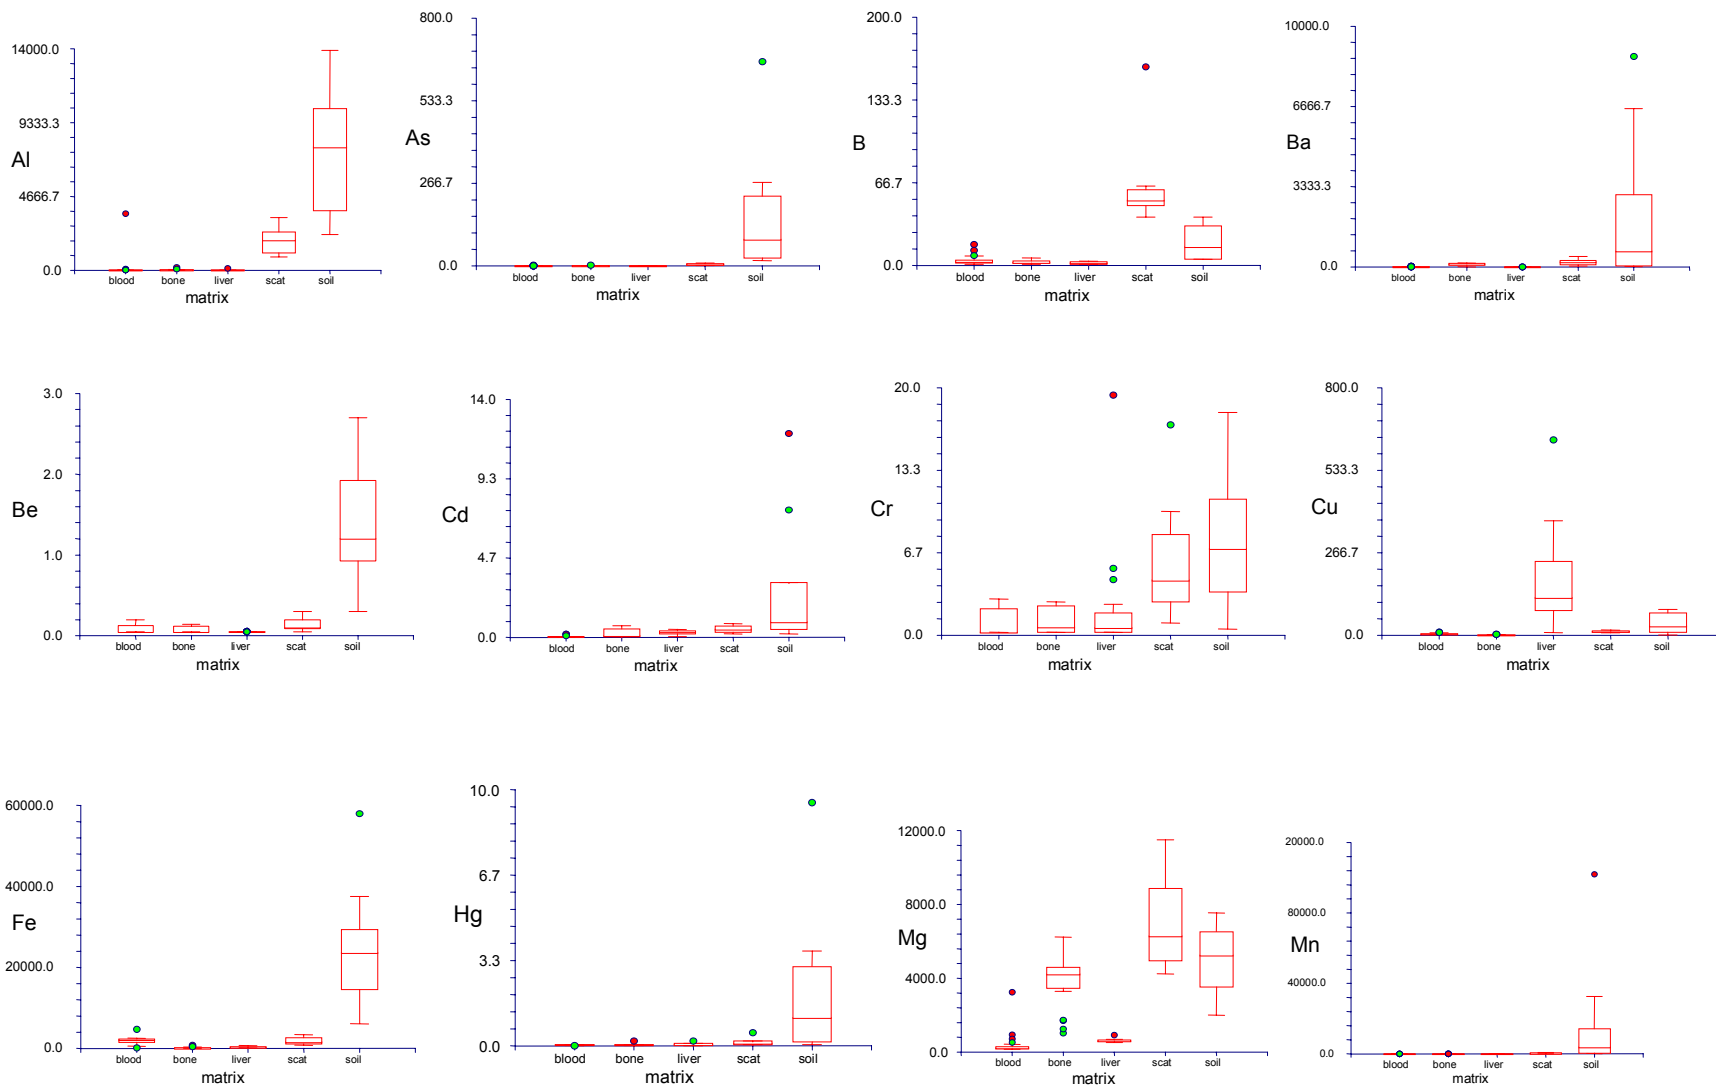 Al
14000.0
9333.3
4666.7
0.0
blood bone liver scat soil
matrix
As
800.0
533.3
266.7
0.0
blood bone liver scat soil
matrix
B
200.0
133.3
66.7
0.0
blood bone liver scat soil
matrix
Ba
10000.0
6666.7
3333.3
0.0
blood bone liver scat soil
matrix
Be
3.0
2.0
1.0
0.0
blood bone liver scat soil
matrix
Cd
14.0
9.3
4.7
0.0
blood bone liver scat soil
matrix
Cr
20.0
13.3
6.7
0.0
blood bone liver scat soil
matrix
Cu
800.0
533.3
266.7
0.0
blood bone liver scat soil
matrix
Fe
60000.0
40000.0
20000.0
0.0
blood bone liver scat soil
matrix
Hg
10.0
6.7
3.3
0.0
blood bone liver scat soil
matrix
Mg
12000.0
8000.0
4000.0
0.0
blood bone liver scat soil
matrix
Mn
20000.0
80000.0
40000.0
0.0
blood bone liver scat soil
matrix